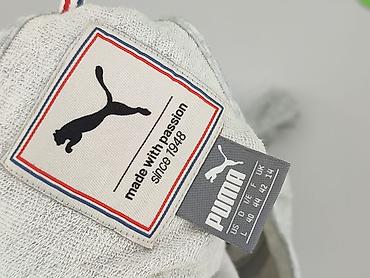 made with passion
since 1948
PUMA
US D I/E F UK
L 40 44 42 14